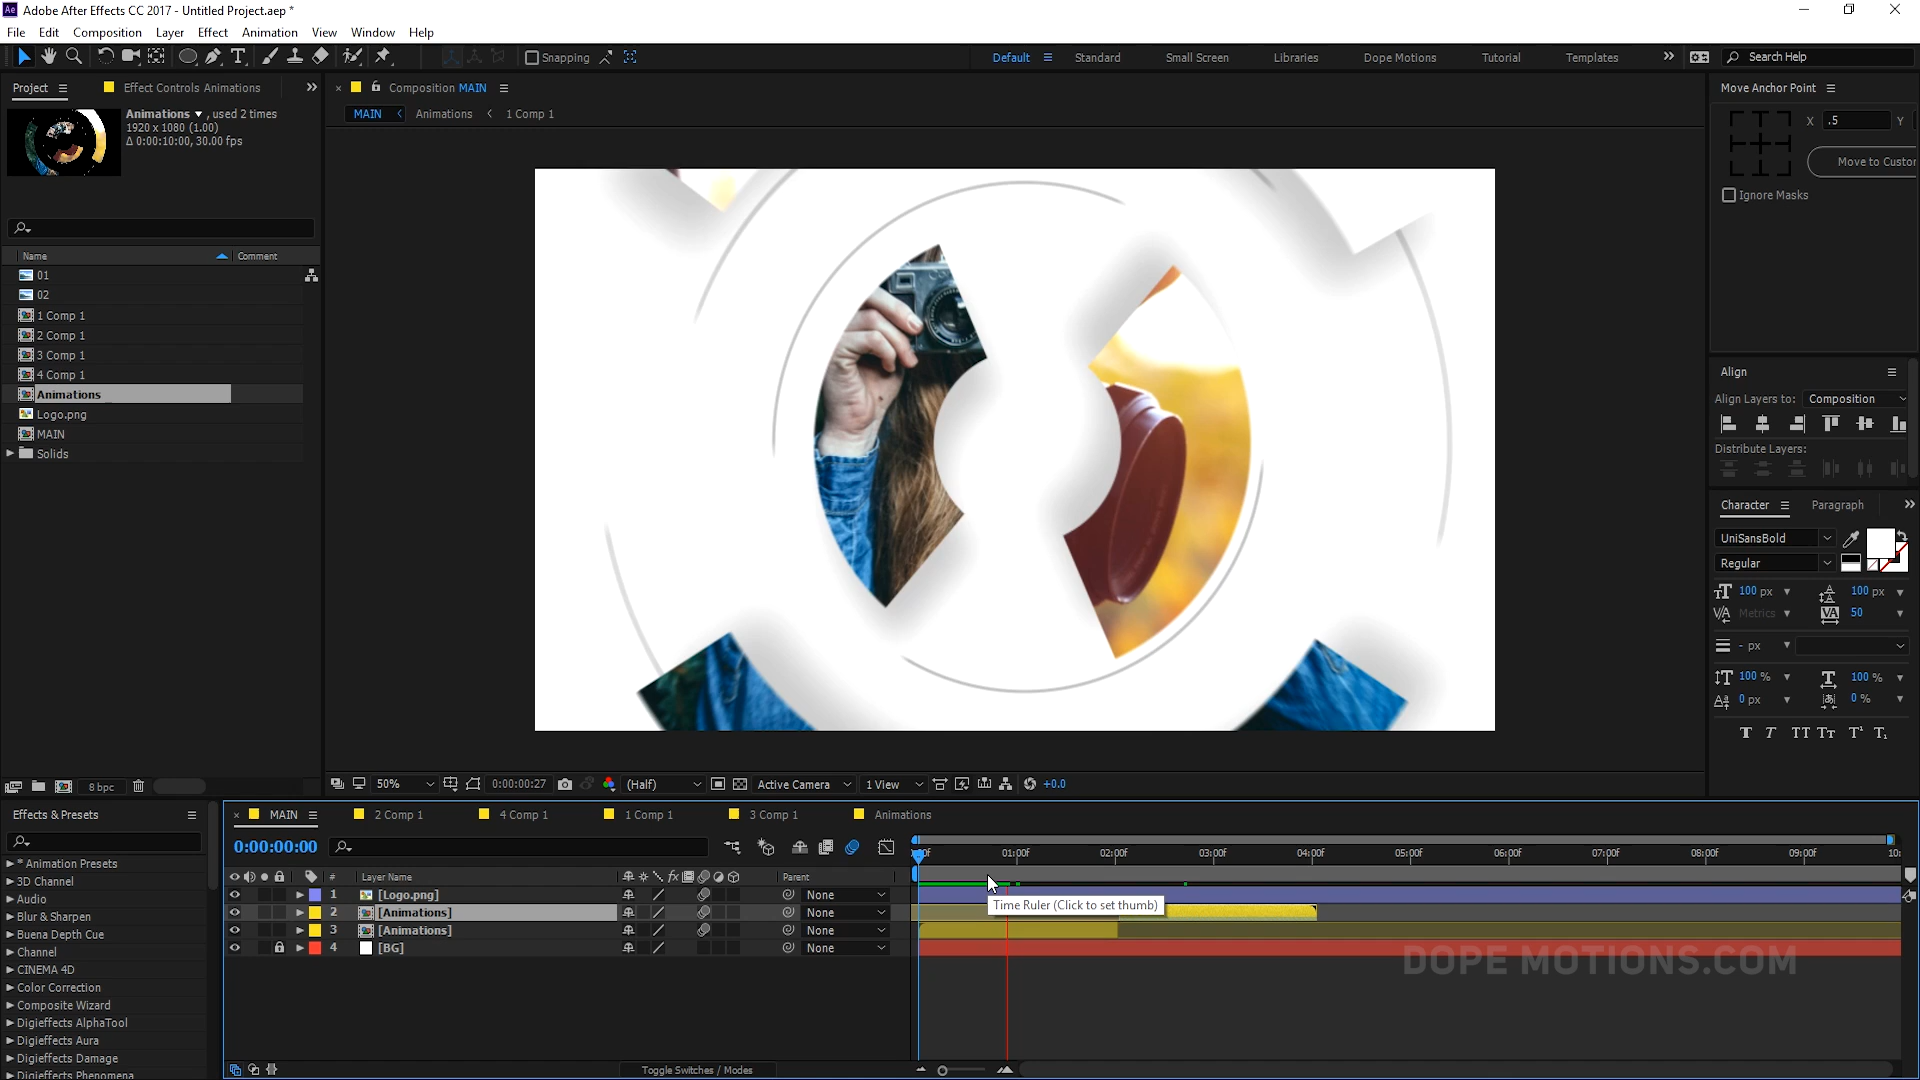 Adobe After Effects CC 2017 - Untitled Project.aep *
File Edit Composition Layer Effect Animation View Window Help
Snapping
Default Standard Small Screen Libraries Dope Motions Tutorial Templates
Search Help
Project Effect Controls Animations
Animations , used 2 times
1920 x 1080 (1.00)
Δ 0:00:10:00, 30.00 fps
Name Comment
01
02
1 Comp 1
2 Comp 1
3 Comp 1
4 Comp 1
Animations
Logo.png
MAIN
Solids
8 bpc
Composition MAIN
MAIN Animations 1 Comp 1
50% 0:00:00:27 (Half) Active Camera 1 View +0.0
Move Anchor Point
X .5 Y
Move to Custor
Ignore Masks
Align
Align Layers to: Composition
Distribute Layers:
Character Paragraph
UniSansBold
Regular
100 px 100 px
Metrics 50
- px
100 % 100 %
0 px 0 %
Effects & Presets
* Animation Presets
3D Channel
Audio
Blur & Sharpen
Buena Depth Cue
Channel
CINEMA 4D
Color Correction
Composite Wizard
Digieffects AlphaTool
Digieffects Aura
Digieffects Damage
Digieffects Phenomena
MAIN 2 Comp 1 4 Comp 1 1 Comp 1 3 Comp 1 Animations
0:00:00:00
01:00f 02:00f 03:00f 04:00f 05:00f 06:00f 07:00f 08:00f 09:00f 10:
# Layer Name Parent
1 [Logo.png] None
2 [Animations] None
3 [Animations] None
4 [BG] None
Time Ruler (Click to set thumb)
DOPE MOTIONS.COM
Toggle Switches / Modes